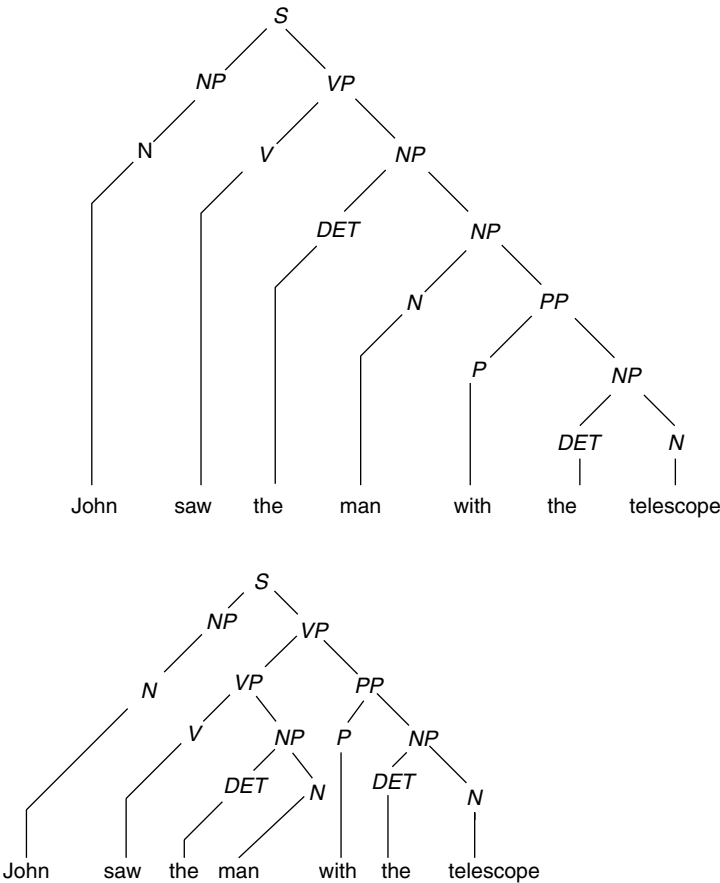 S
NP VP
N V NP
DET NP
N PP
P NP
DET N
John saw the man with the telescope
S
NP VP
N VP PP
V NP P NP
DET N DET N
John saw the man with the telescope